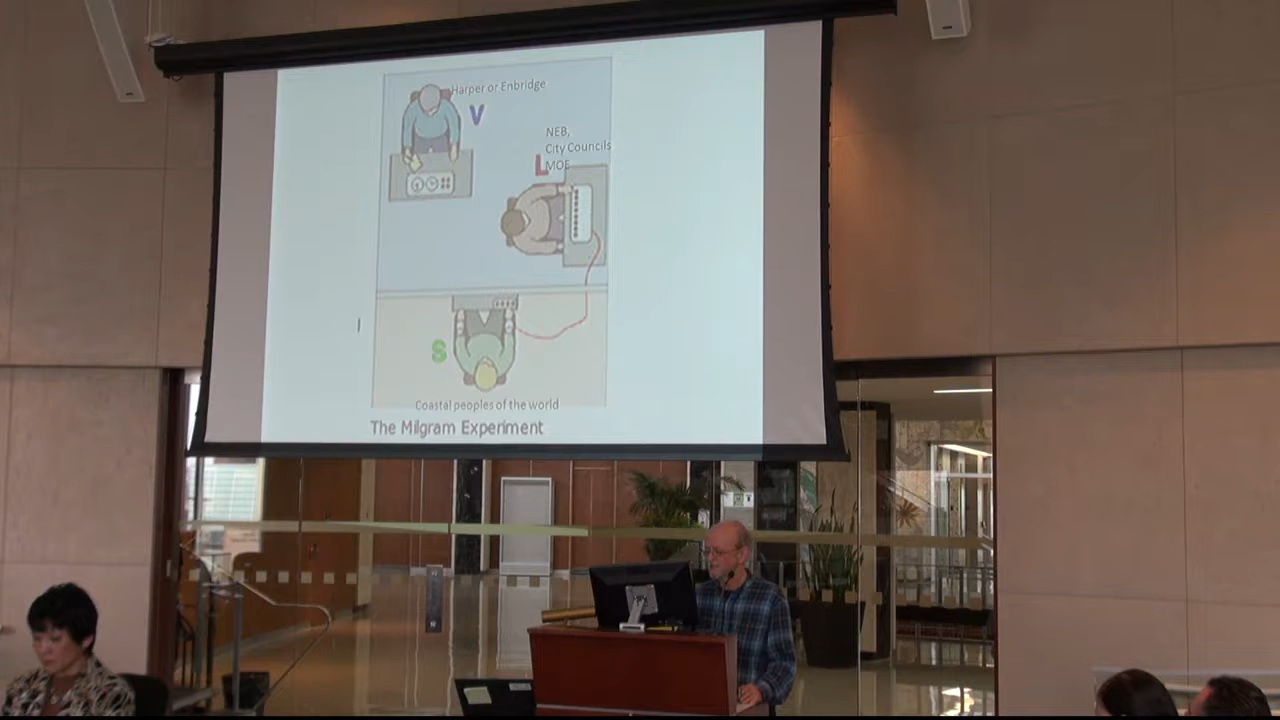 Harper or Enbridge
V
NEB,
City Councils
L MOE
S
Coastal peoples of the world
The Milgram Experiment